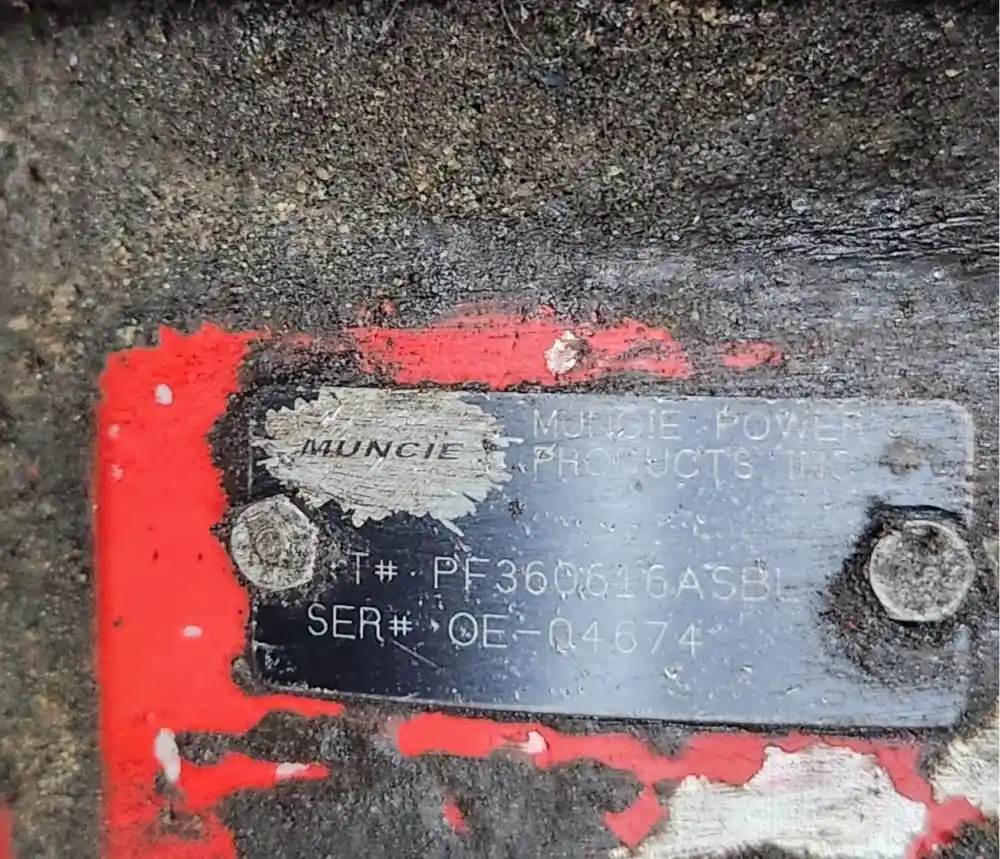 MUNCIE
MUNCIE POWER
PRODUCTS INC
T# PF360616ASBL
SER# OE-04674